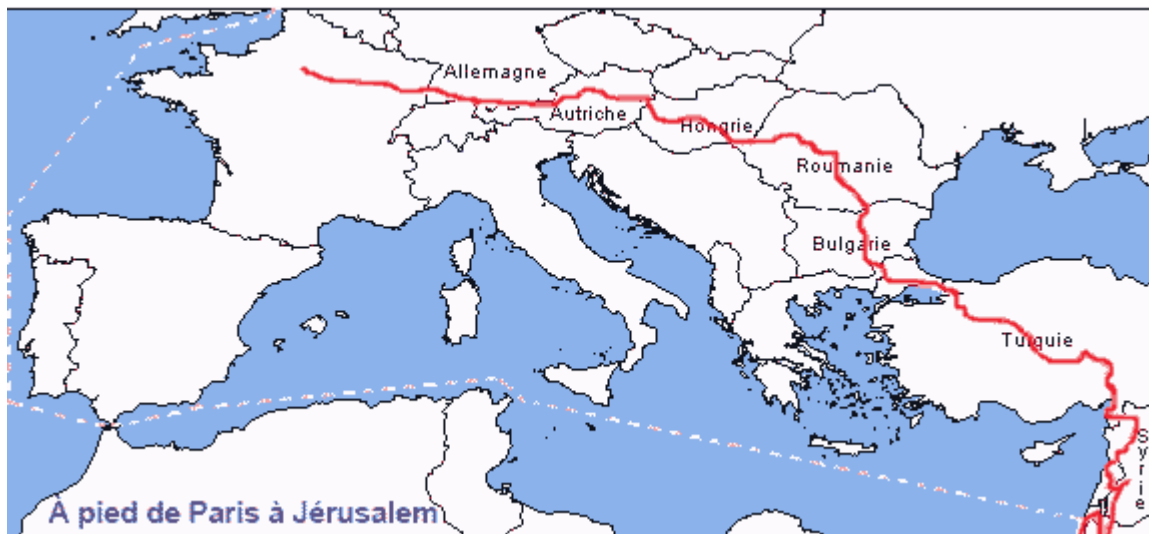 Allemagne
Autriche
Hongrie
Roumanie
Bulgarie
Turquie
Syrie
À pied de Paris à Jérusalem